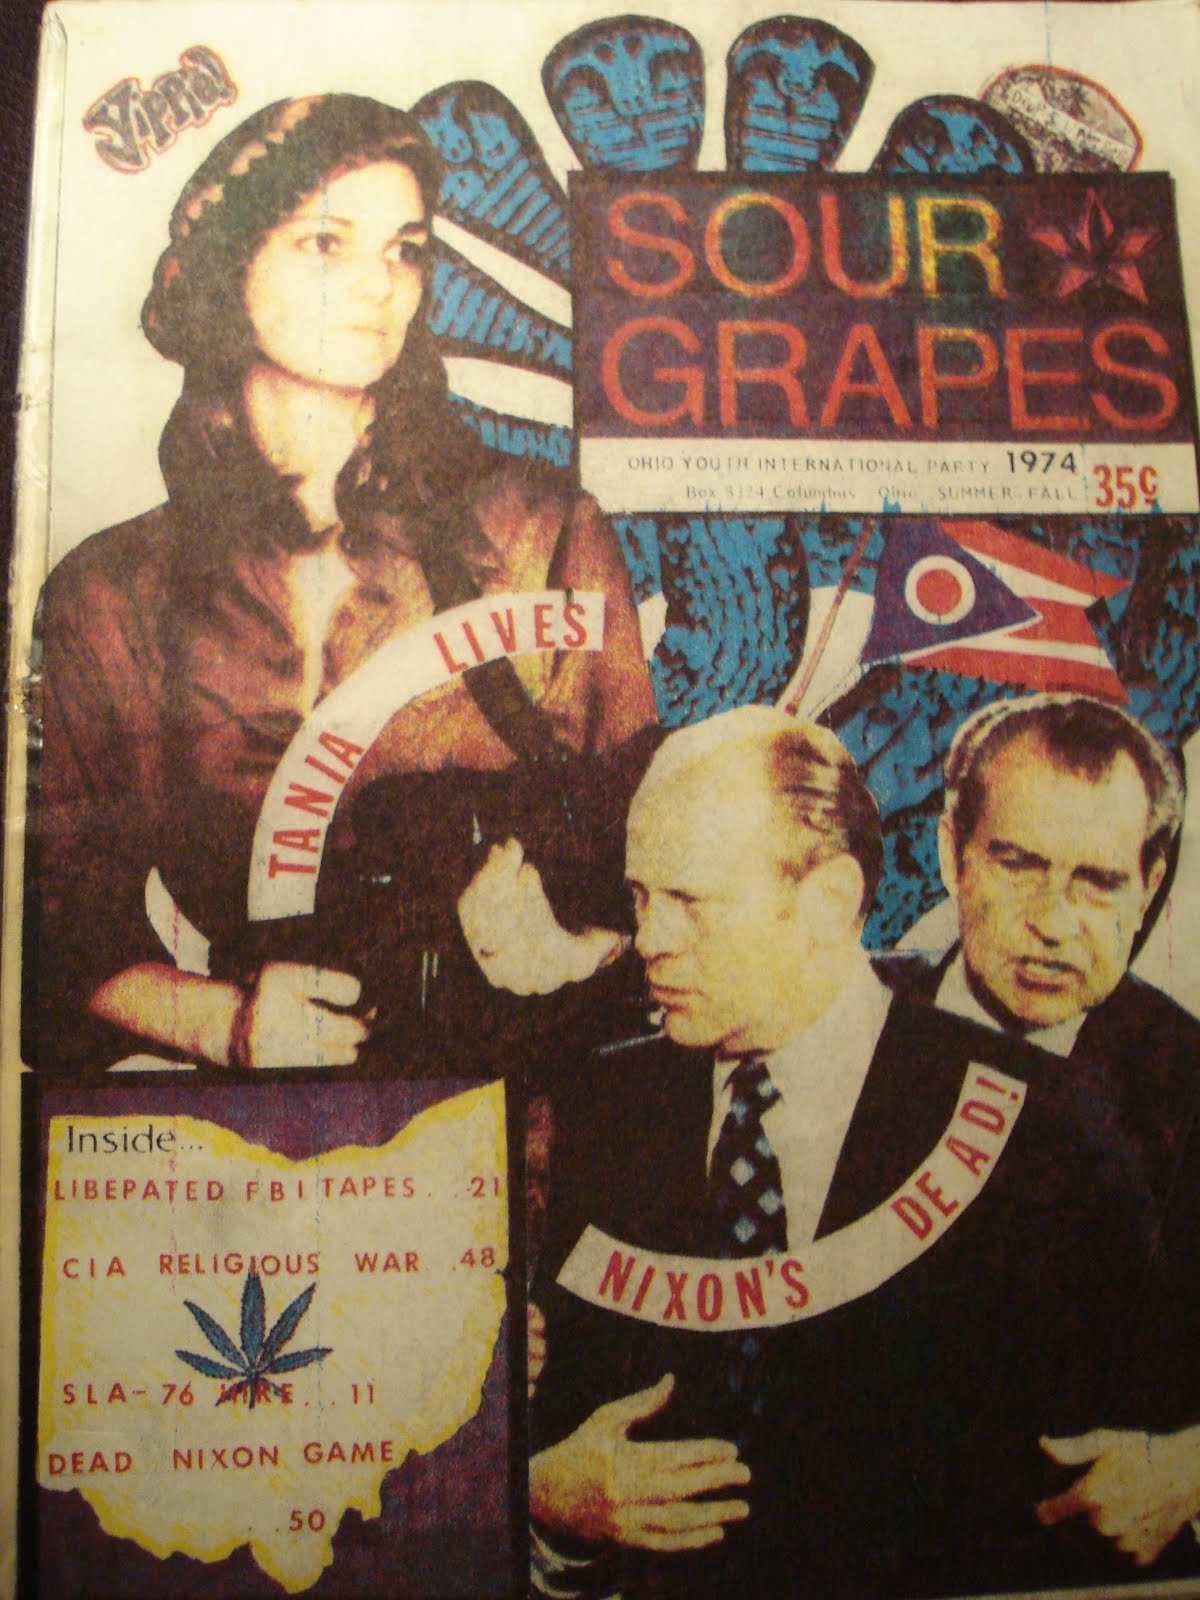 Yippie!
SOUR
GRAPES
OHIO YOUTH INTERNATIONAL PARTY 1974
Columbus Ohio SUMMER-FALL 35¢
TANIA LIVES
NIXON'S DEAD!
Inside...
LIBEPATED FBI TAPES...21
CIA RELIGIOUS WAR .48
SLA-76 HIRE...11
DEAD NIXON GAME
..50